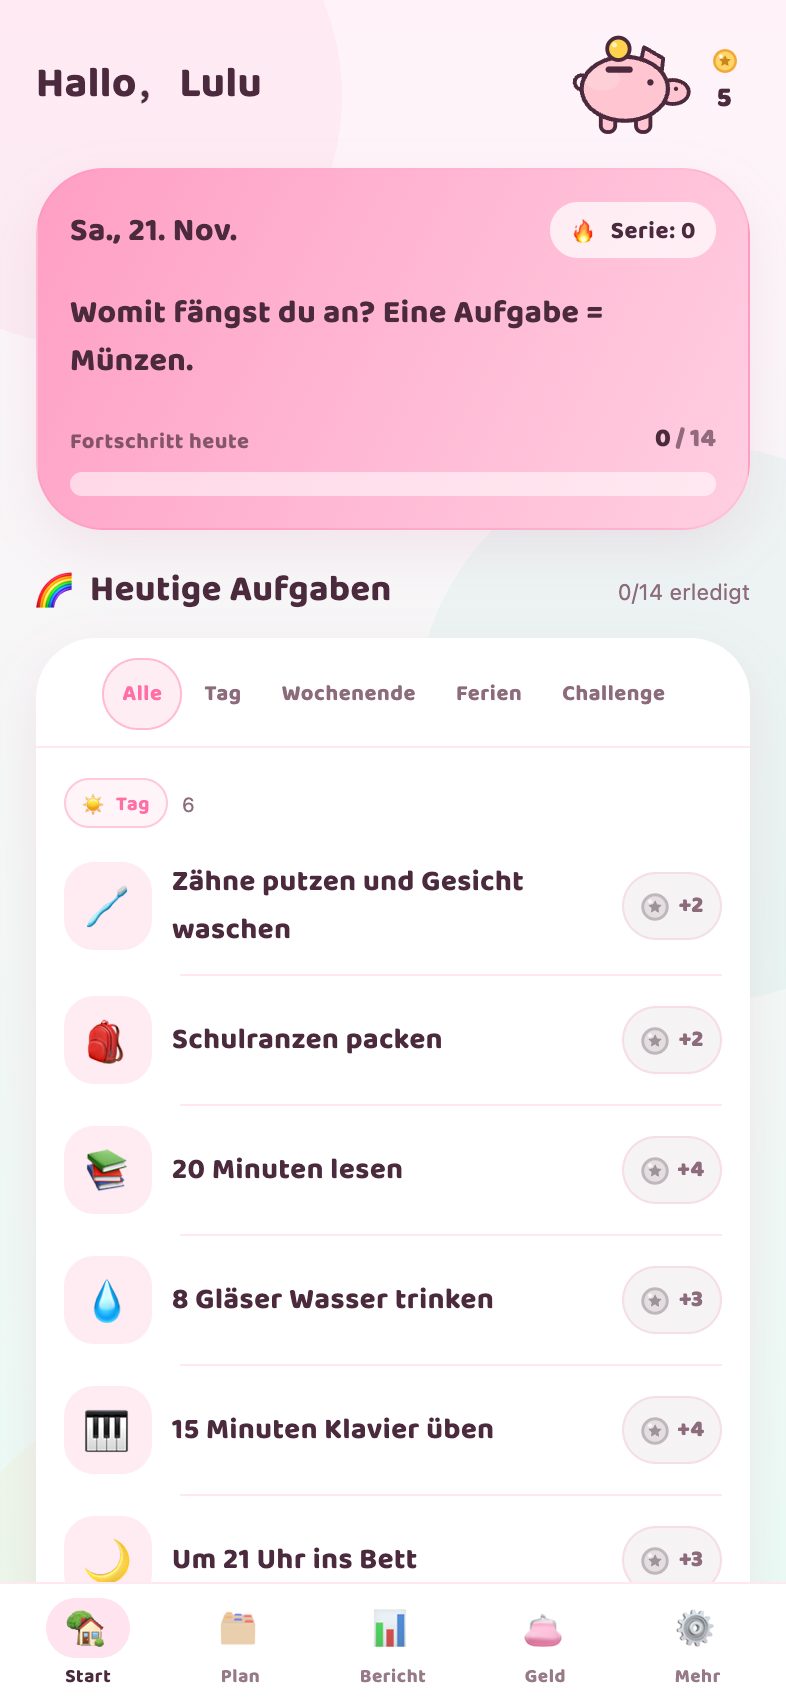 Hallo, Lulu
5
Sa., 21. Nov.
Serie: 0
Womit fängst du an? Eine Aufgabe =
Münzen.
Fortschritt heute
0 / 14
Heutige Aufgaben
0/14 erledigt
Alle
Tag
Wochenende
Ferien
Challenge
Tag
6
Zähne putzen und Gesicht
waschen
+2
Schulranzen packen
+2
20 Minuten lesen
+4
8 Gläser Wasser trinken
+3
15 Minuten Klavier üben
+4
Um 21 Uhr ins Bett
+3
Start
Plan
Bericht
Geld
Mehr